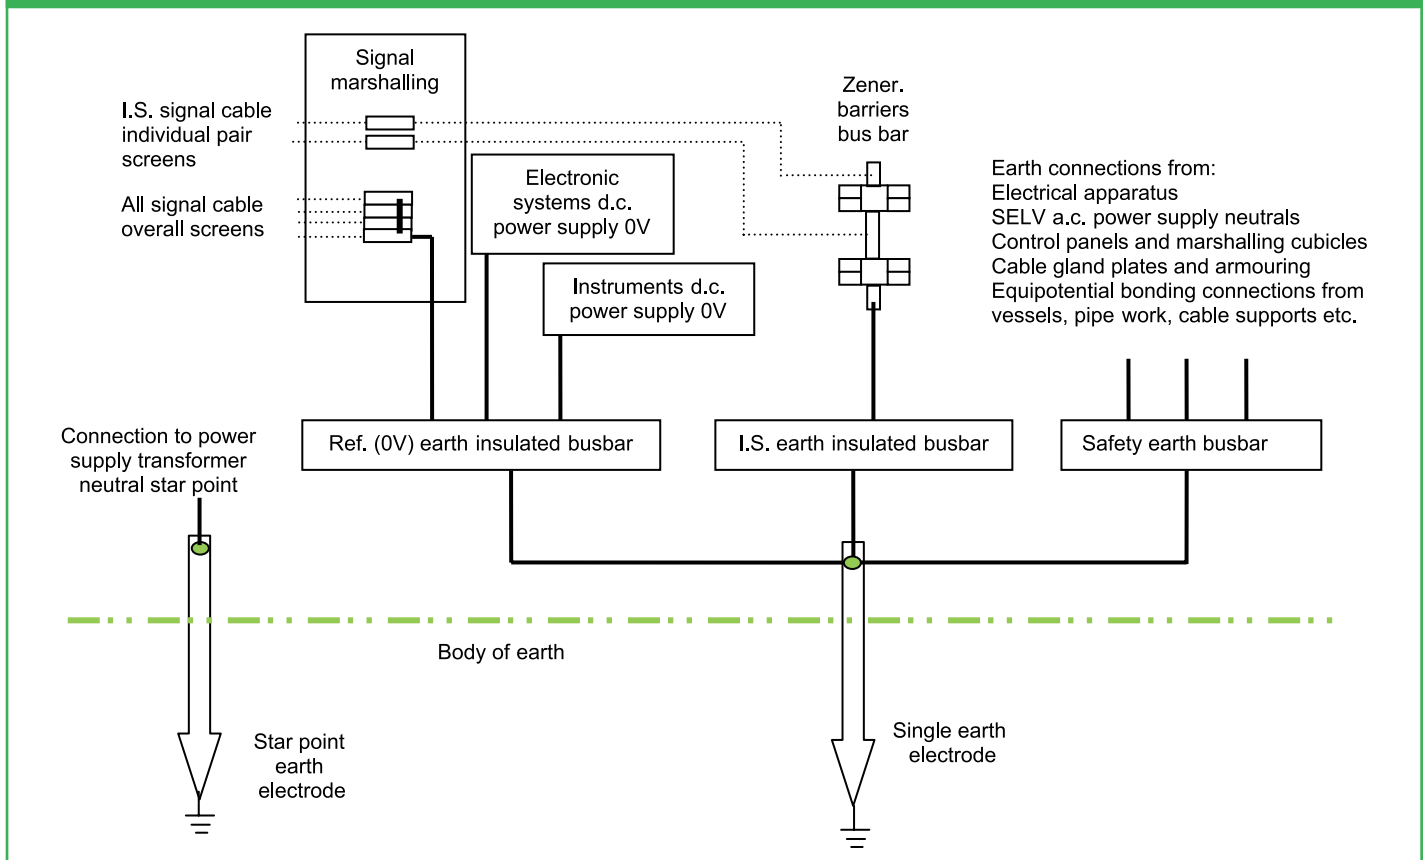 Signal
marshalling
I.S. signal cable
individual pair
screens
All signal cable
overall screens
Electronic
systems d.c.
power supply 0V
Instruments d.c.
power supply 0V
Zener.
barriers
bus bar
Earth connections from:
Electrical apparatus
SELV a.c. power supply neutrals
Control panels and marshalling cubicles
Cable gland plates and armouring
Equipotential bonding connections from
vessels, pipe work, cable supports etc.
Connection to power
supply transformer
neutral star point
Ref. (0V) earth insulated busbar
I.S. earth insulated busbar
Safety earth busbar
Body of earth
Star point
earth
electrode
Single earth
electrode